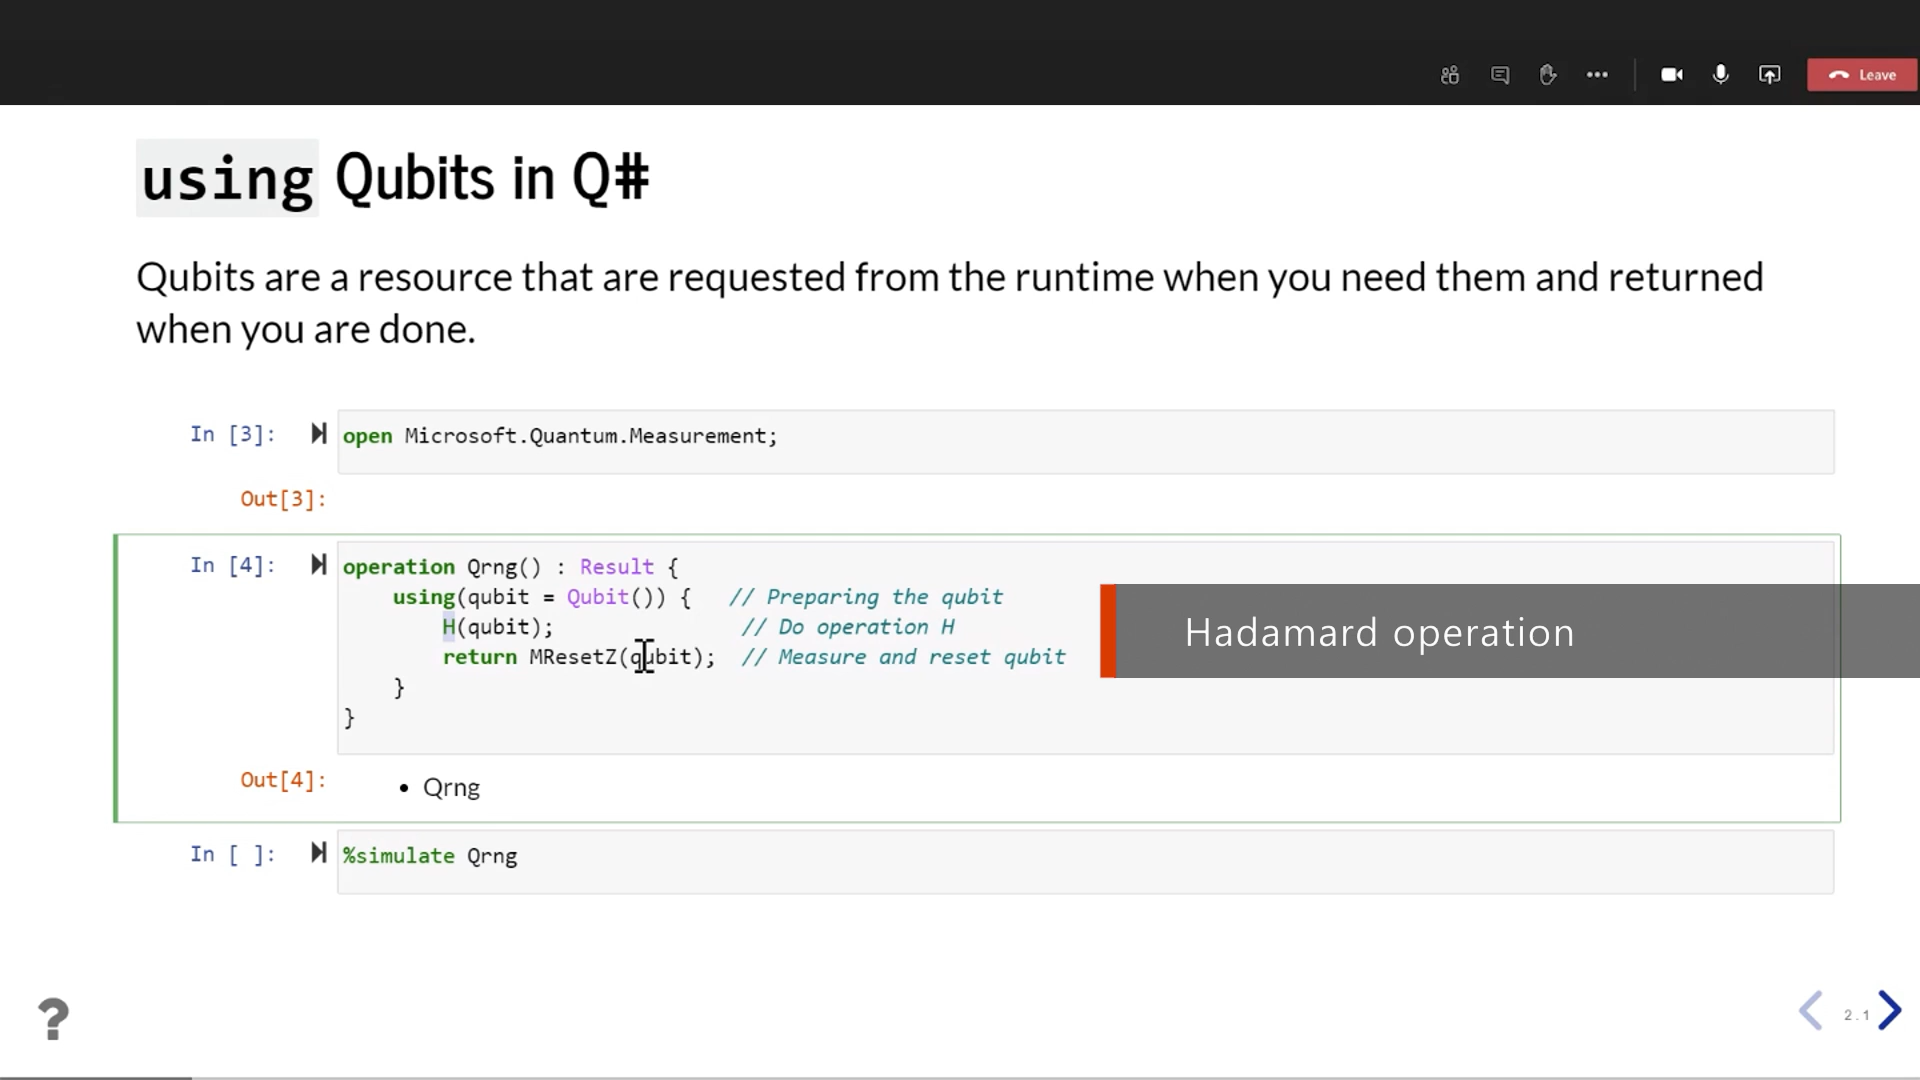 Leave
using Qubits in Q#
Qubits are a resource that are requested from the runtime when you need them and returned
when you are done.
In [3]: open Microsoft.Quantum.Measurement;
Out[3]:
In [4]: operation Qrng() : Result {
using(qubit = Qubit()) { // Preparing the qubit
H(qubit); // Do operation H
return MResetZ(qubit); // Measure and reset qubit
}
}
Hadamard operation
Out[4]: • Qrng
In [ ]: %simulate Qrng
?
2.1